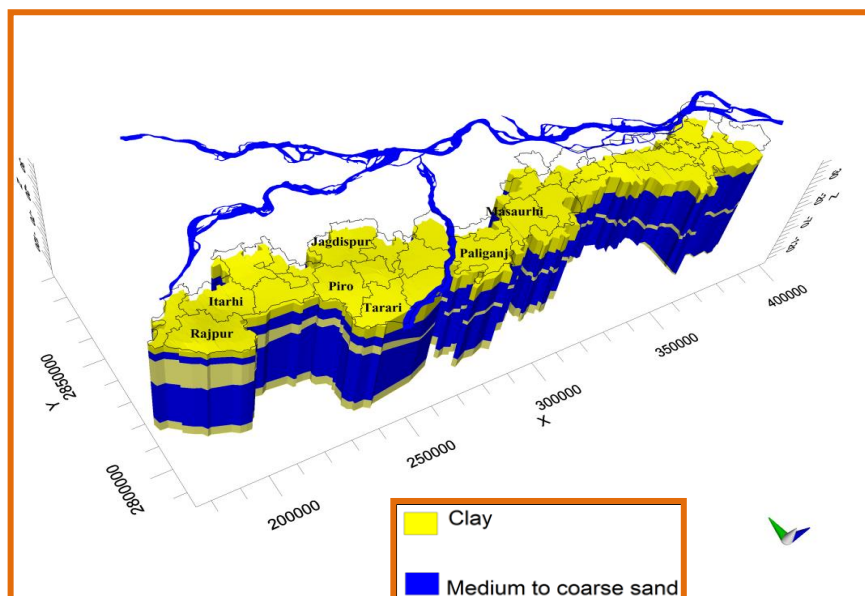 Masaurhi
Jagdispur
Paliganj
Piro
Itarhi
Tarari
Rajpur
Z
400000
350000
X
300000
250000
200000
Y
2850000
2800000
Clay
Medium to coarse sand